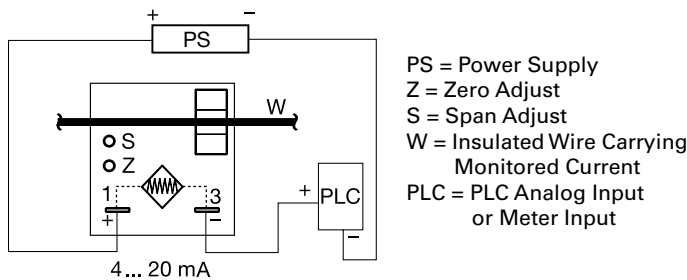 + −
PS
W
S
Z
1 3
+ −
+ PLC
−
4 ... 20 mA
PS = Power Supply
Z = Zero Adjust
S = Span Adjust
W = Insulated Wire Carrying
Monitored Current
PLC = PLC Analog Input
or Meter Input